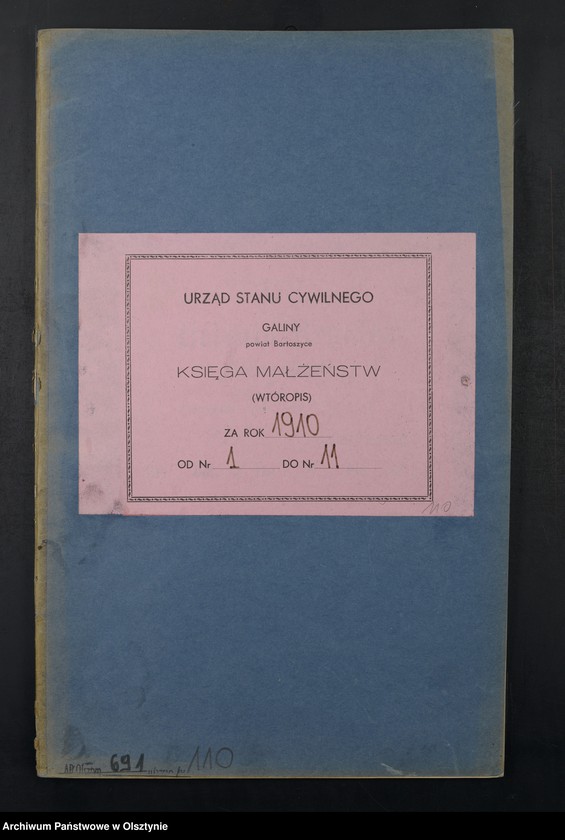 URZĄD STANU CYWILNEGO
GALINY
powiat Bartoszyce
KSIĘGA MAŁŻEŃSTW
(WTÓROPIS)
ZA ROK 1910
OD Nr 1 DO Nr 11
110
691 110
Archiwum Państwowe w Olsztynie